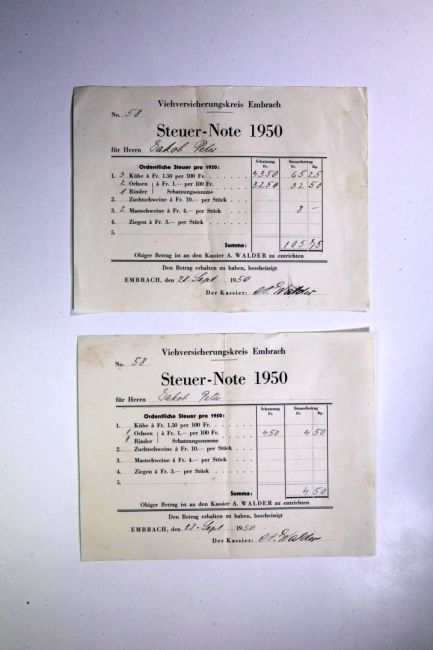 Viehversicherungskreis Embrach
No. 58
Steuer-Note 1950
für Herrn Jakob Peter
Schatzung Fr. Steuerbetrag Fr. Rp.
Ordentliche Steuer pro 1950:
1. 3 Kühe à Fr. 1.50 per 100 Fr. 4350 65 25
2 Ochsen à Fr. 1.— per 100 Fr. 3250 32 50
Rinder Schatzungssumme
2. Zuchtschweine à Fr. 10.— per Stück
3. 2 Mastschweine à Fr. 4.— per Stück 8 –
4. Ziegen à Fr. 3.— per Stück
5.
Summa: 105 75
Obiger Betrag ist an den Kassier A. WALDER zu entrichten
Den Betrag erhalten zu haben, bescheinigt
EMBRACH, den 28 Sept 1950
Der Kassier: A. Walder
Viehversicherungskreis Embrach
No. 58
Steuer-Note 1950
für Herrn Jakob Peter
Schatzung Fr. Steuerbetrag Fr. Rp.
Ordentliche Steuer pro 1950:
1. Kühe à Fr. 1.50 per 100 Fr.
Ochsen à Fr. 1.— per 100 Fr. 450 4 50
Rinder Schatzungssumme
2. Zuchtschweine à Fr. 10.— per Stück
3. Mastschweine à Fr. 4.— per Stück
4. Ziegen à Fr. 3.— per Stück
5.
Summa: 4 50
Obiger Betrag ist an den Kassier A. WALDER zu entrichten
Den Betrag erhalten zu haben, bescheinigt
EMBRACH, den 28. Sept 1950
Der Kassier: A. Walder